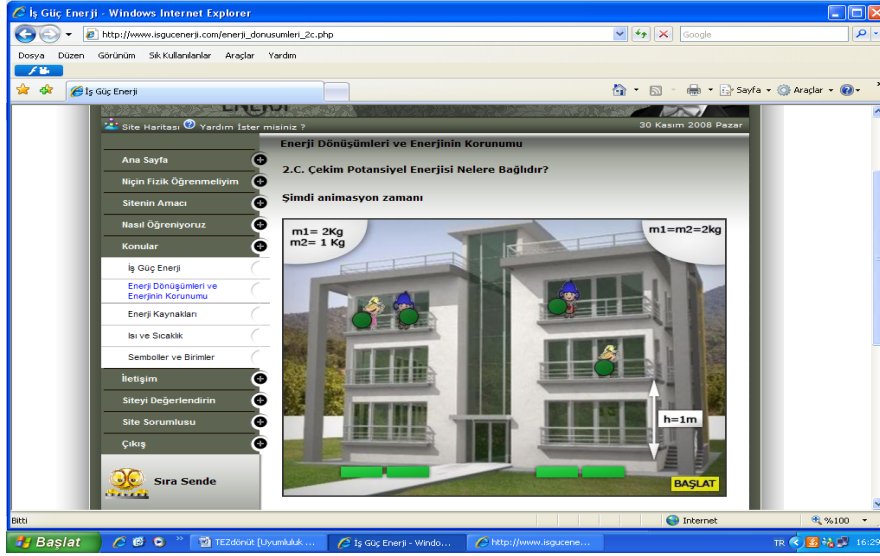 İş Güç Enerji - Windows Internet Explorer
http://www.isgucenerji.com/enerji_donusumleri_2c.php
Google
Dosya Düzen Görünüm Sık Kullanılanlar Araçlar Yardım
İş Güç Enerji
Sayfa Araçlar
Site Haritası Yardım İster misiniz ?
30 Kasım 2008 Pazar
Ana Sayfa
Niçin Fizik Öğrenmeliyim
Sitenin Amacı
Nasıl Öğreniyoruz
Konular
İş Güç Enerji
Enerji Dönüşümleri ve
Enerjinin Korunumu
Enerji Kaynakları
Isı ve Sıcaklık
Semboller ve Birimler
İletişim
Siteyi Değerlendirin
Site Sorumlusu
Çıkış
Sıra Sende
Enerji Dönüşümleri ve Enerjinin Korunumu
2.C. Çekim Potansiyel Enerjisi Nelere Bağlıdır?
Şimdi animasyon zamanı
m1= 2Kg
m2= 1 Kg
m1=m2=2kg
h=1m
BAŞLAT
Bitti
Internet
%100
Başlat
TEZdönüt [Uyumluluk ...
İş Güç Enerji - Windo...
http://www.isgucene...
TR
16:29